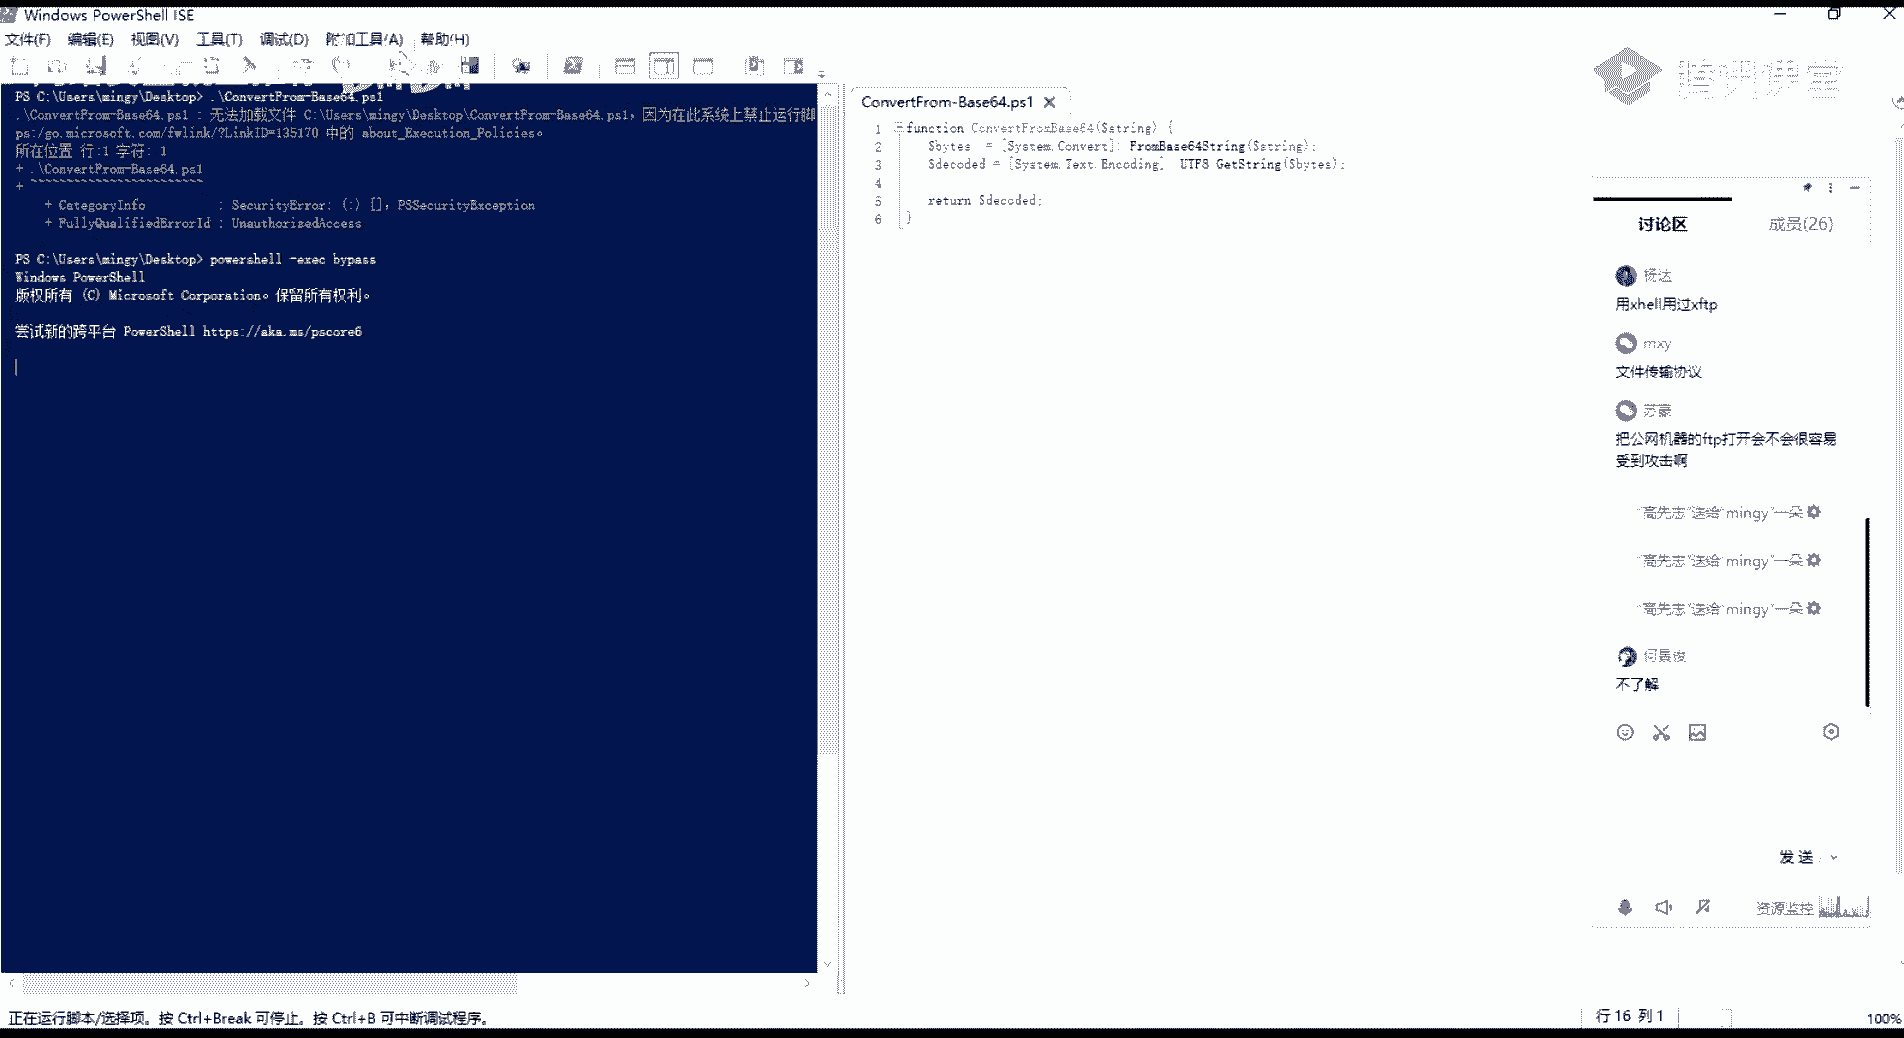 Windows PowerShell ISE
文件(F) 编辑(E) 视图(V) 工具(T) 调试(D) 附加工具(A) 帮助(H)
PS C:\Users\mingy\Desktop> .\ConvertFrom-Base64.ps1
.\ConvertFrom-Base64.ps1 : 无法加载文件 C:\Users\mingy\Desktop\ConvertFrom-Base64.ps1，因为在此系统上禁止运行脚
ps:/go.microsoft.com/fwlink/?LinkID=135170 中的 about_Execution_Policies。
所在位置 行:1 字符: 1
+ .\ConvertFrom-Base64.ps1
+ ~~~~~~~~~~~~~~~~~~~~~~~~
+ CategoryInfo : SecurityError: (:) []，PSSecurityException
+ FullyQualifiedErrorId : UnauthorizedAccess
PS C:\Users\mingy\Desktop> powershell -exec bypass
Windows PowerShell
版权所有 (C) Microsoft Corporation。保留所有权利。
尝试新的跨平台 PowerShell https://aka.ms/pscore6
ConvertFrom-Base64.ps1
1 function ConvertFromBase64($string) {
2 $bytes = [System.Convert]::FromBase64String($string);
3 $decoded = [System.Text.Encoding]::UTF8.GetString($bytes);
4
5 return $decoded;
6 }
腾讯课堂
讨论区 成员(26)
杨达
用xhell用过xftp
mxy
文件传输协议
苏蒙
把公网机器的ftp打开会不会很容易
受到攻击啊
"高先志"送给"mingy"一朵
"高先志"送给"mingy"一朵
"高先志"送给"mingy"一朵
不了解
发送
资源监控
正在运行脚本/选择项。按 Ctrl+Break 可停止。按 Ctrl+B 可中断调试程序。
行 16 列 1
100%